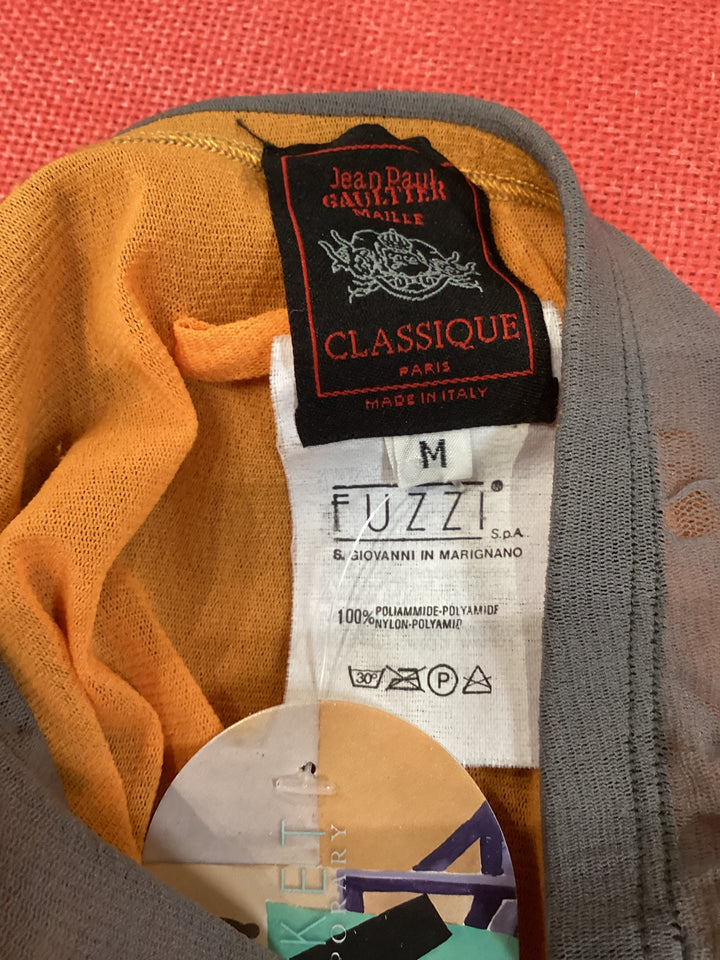 Jean Paul
GAULTIER
MAILLE
CLASSIQUE
PARIS
MADE IN ITALY
M
FUZZI®
S.p.A.
S. GIOVANNI IN MARIGNANO
100% POLIAMMIDE-POLYAMIDE
NYLON-POLYAMID
30°
P
A
KET
PORARY